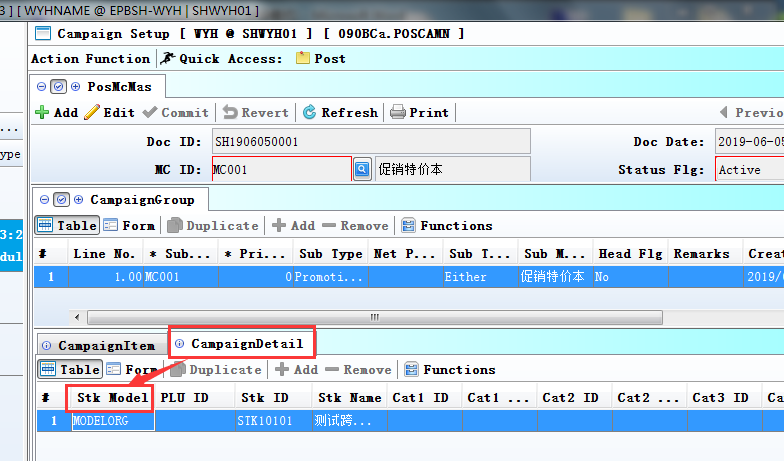 3 ] [ WYHNAME @ EPBSH-WYH | SHWYH01 ]
Campaign Setup [ WYH @ SHWYH01 ] [ 090BCa.POSCAMN ]
Action Function Quick Access: Post
PosMcMas
Add Edit Commit Revert Refresh Print Previo
Doc ID: SH1906050001 Doc Date: 2019-06-05
MC ID: MC001 促销特价本 Status Flg: Active
CampaignGroup
Table Form Duplicate Add Remove Functions
# Line No. * Sub... * Pri... Sub Type Net P... Sub T... Sub M... Head Flg Remarks Creat
1 1.00 MC001 0 Promoti... Either 促销特价本 No 2019/
CampaignItem CampaignDetail
Table Form Duplicate Add Remove Functions
# Stk Model PLU ID Stk ID Stk Name Cat1 ID Cat1 ... Cat2 ID Cat2 ... Cat3 ID Ca
1 MODELORG STK10101 测试跨...
...
ype
3:2
dul